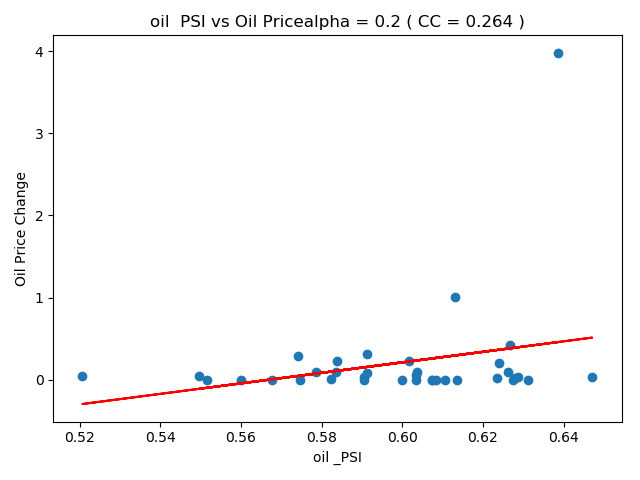 oil  PSI vs Oil Pricealpha = 0.2 ( CC = 0.264 )
4
3
2
1
0
Oil Price Change
0.52 0.54 0.56 0.58 0.60 0.62 0.64
oil _PSI